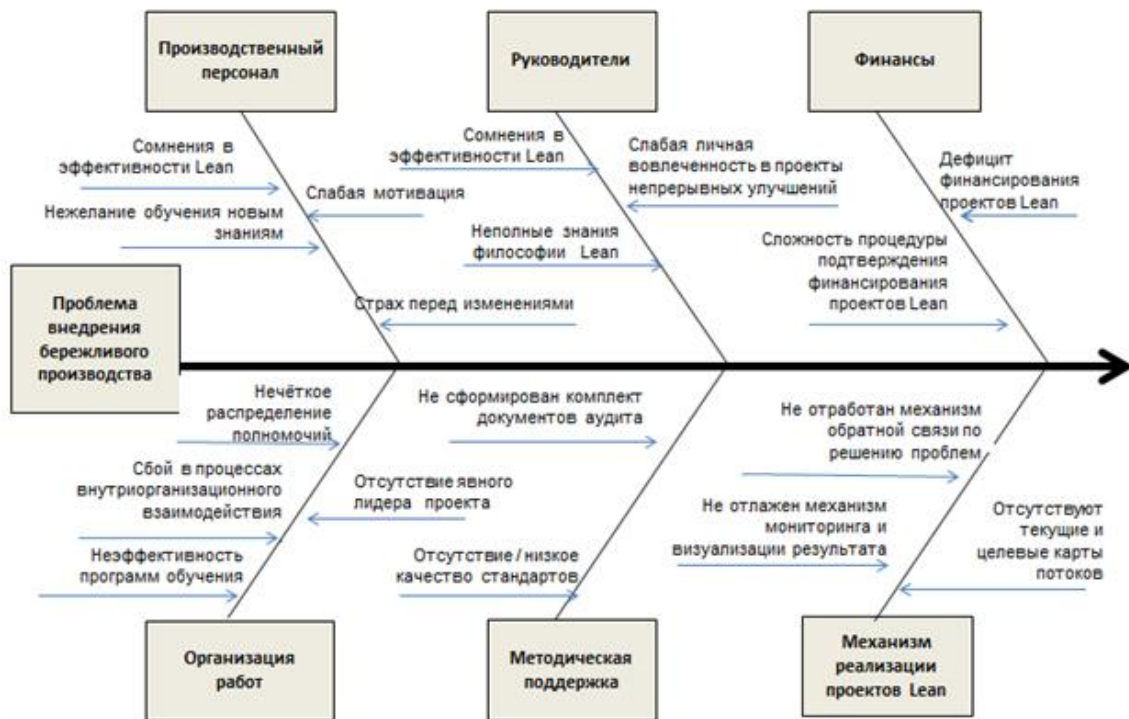 Производственный
персонал
Руководители
Финансы
Сомнения в
эффективности Lean
Слабая мотивация
Нежелание обучения новым
знаниям
Страх перед изменениями
Сомнения в
эффективности Lean
Слабая личная
вовлеченность в проекты
непрерывных улучшений
Неполные знания
философии Lean
Дефицит
финансирования
проектов Lean
Сложность процедуры
подтверждения
финансирования
проектов Lean
Проблема
внедрения
бережливого
производства
Нечёткое
распределение
полномочий
Сбой в процессах
внутриорганизационного
взаимодействия
Отсутствие явного
лидера проекта
Неэффективность
программ обучения
Не сформирован комплект
документов аудита
Отсутствие / низкое
качество стандартов
Не отработан механизм
обратной связи по
решению проблем
Не отлажен механизм
мониторинга и
визуализации результата
Отсутствуют
текущие и
целевые карты
потоков
Организация
работ
Методическая
поддержка
Механизм
реализации
проектов Lean